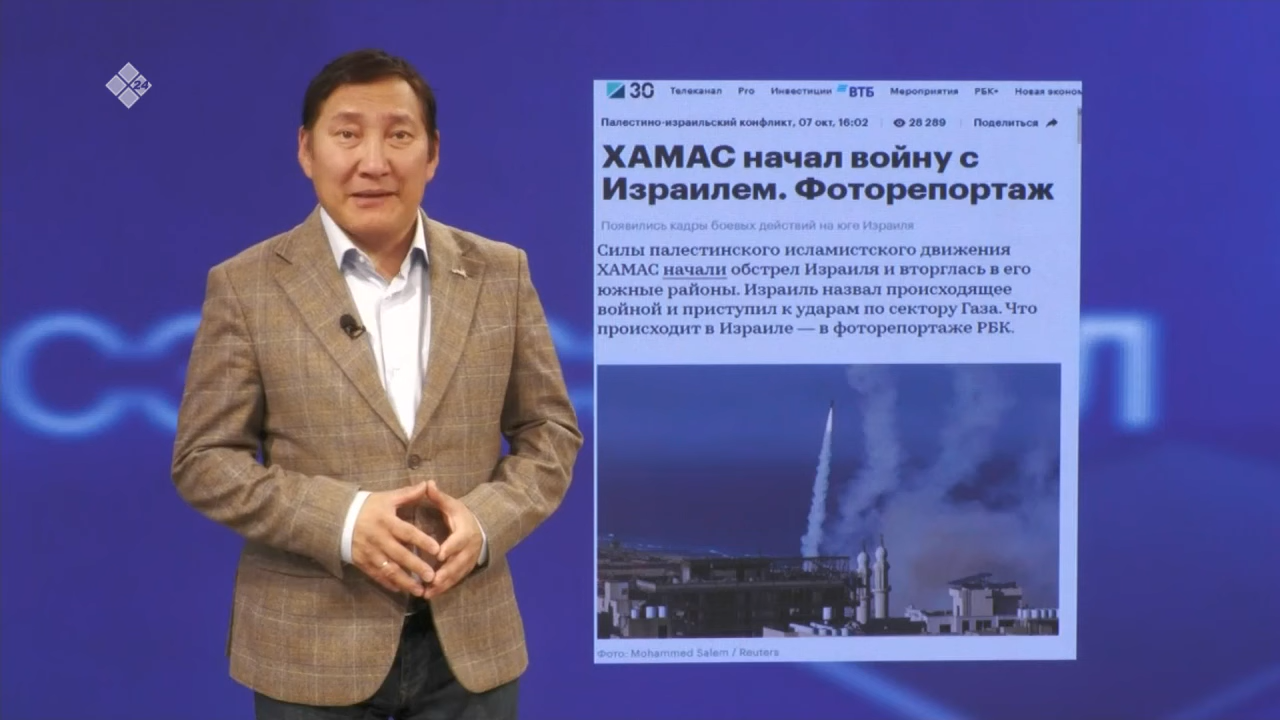 X24
30 Телеканал Pro Инвестиции ВТБ Мероприятия РБК+ Новая эконом
Палестино-израильский конфликт, 07 окт, 16:02 28 289 Поделиться
ХАМАС начал войну с
Израилем. Фоторепортаж
Появились кадры боевых действий на юге Израиля
Силы палестинского исламистского движения
ХАМАС начали обстрел Израиля и вторглась в его
южные районы. Израиль назвал происходящее
войной и приступил к ударам по сектору Газа. Что
происходит в Израиле — в фоторепортаже РБК.
Фото: Mohammed Salem / Reuters